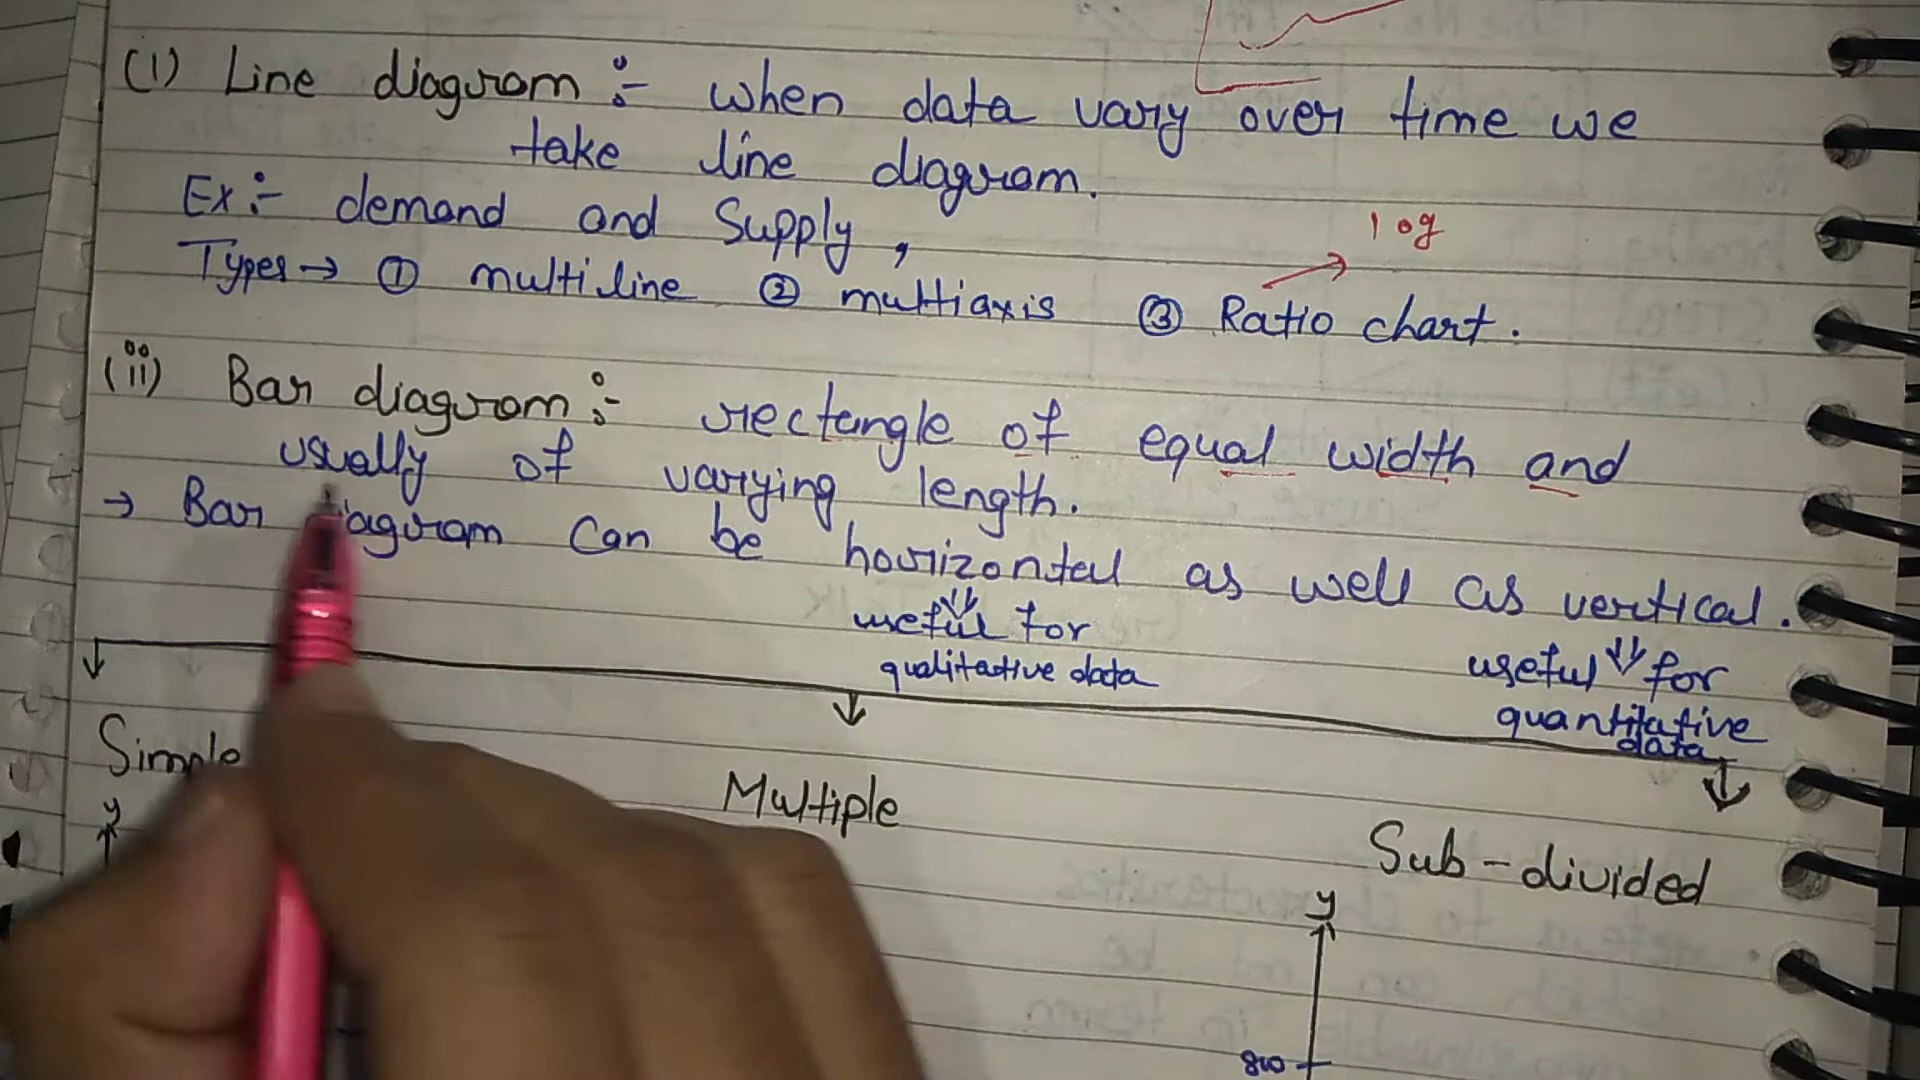 (i) Line diagram :- when data vary over time we
take line diagram.
Ex:- demand and supply,
log
Types → ① multiline ② multiaxis ③ Ratio chart.
(ii) Bar diagram :- rectangle of equal width and
usually of varying length.
→ Bar diagram can be horizontal as well as vertical.
useful for
qualitative data
useful for
quantitative
data
Simple
Multiple
Sub-divided
y
y